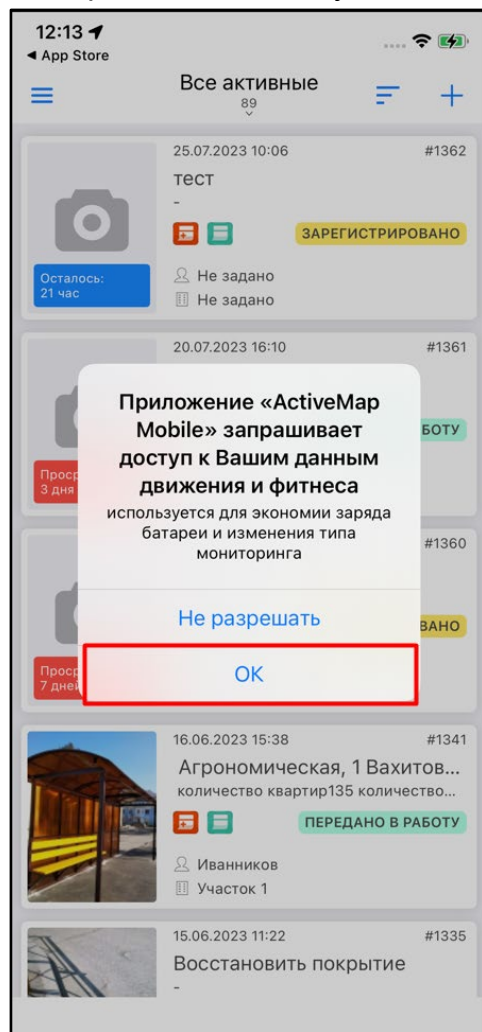 12:13
◄ App Store
Все активные
89
25.07.2023 10:06 #1362
тест
-
ЗАРЕГИСТРИРОВАНО
Осталось:
21 час
Не задано
Не задано
20.07.2023 16:10 #1361
Приложение «ActiveMap
Mobile» запрашивает
доступ к Вашим данным
движения и фитнеса
используется для экономии заряда
батареи и изменения типа
мониторинга
Не разрешать
ОК
БОТУ
3 дня
#1360
ВАНО
7 дней
16.06.2023 15:38 #1341
Агрономическая, 1 Вахитов...
количество квартир135 количество...
ПЕРЕДАНО В РАБОТУ
Иванников
Участок 1
15.06.2023 11:22 #1335
Восстановить покрытие
-